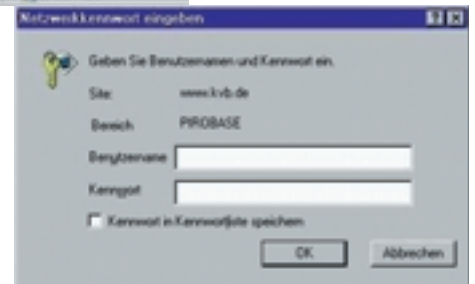 Netzwerkkennwort eingeben
Geben Sie Benutzernamen und Kennwort ein.
Site: www.kvb.de
Bereich PIROBASE
Benutzername
Kennwort
Kennwort in Kennwortliste speichern
OK Abbrechen